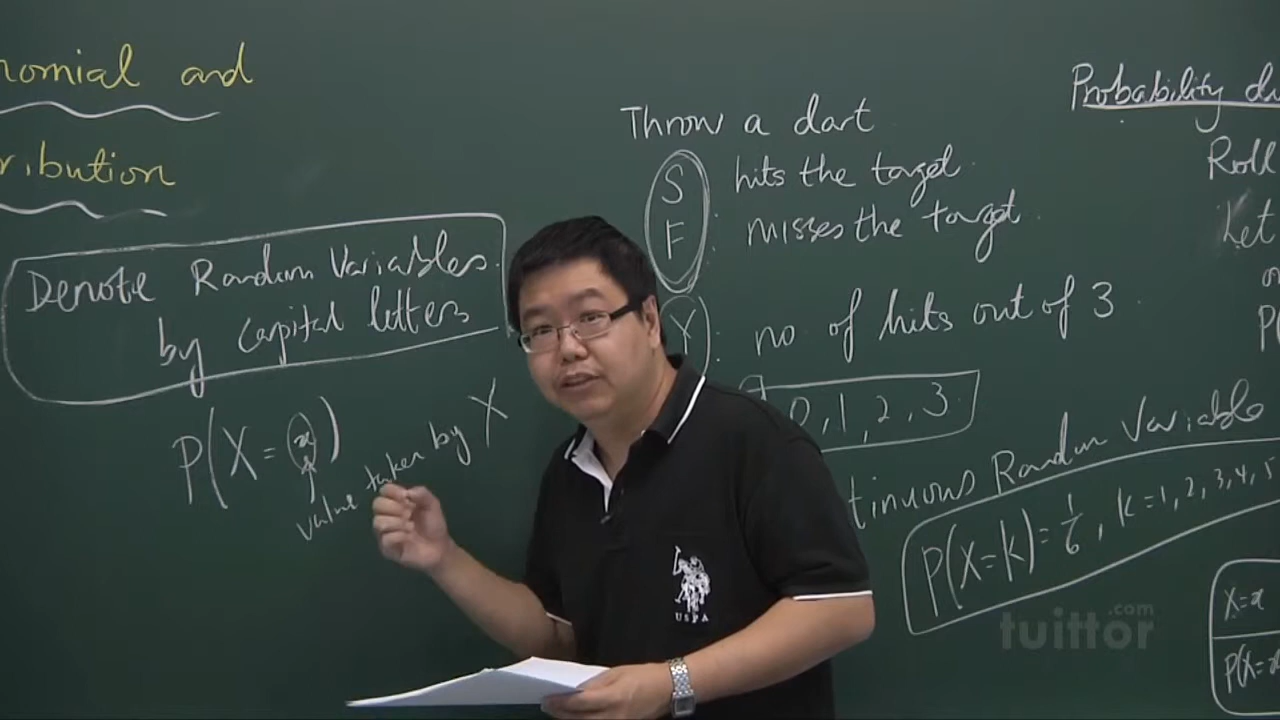 nomial and
ribution
Denote Random Variables
by capital letters
P(X = x)
value taken by X
Throw a dart
S hits the target
F : misses the target
: no of hits out of 3
0, 1, 2, 3
tinuous Random Variable
P(X=k) = 1/6, k = 1, 2, 3, 4, 5
Probability di
Roll
Let
P(
X=x
P(X=x
USPA
tuittor.com